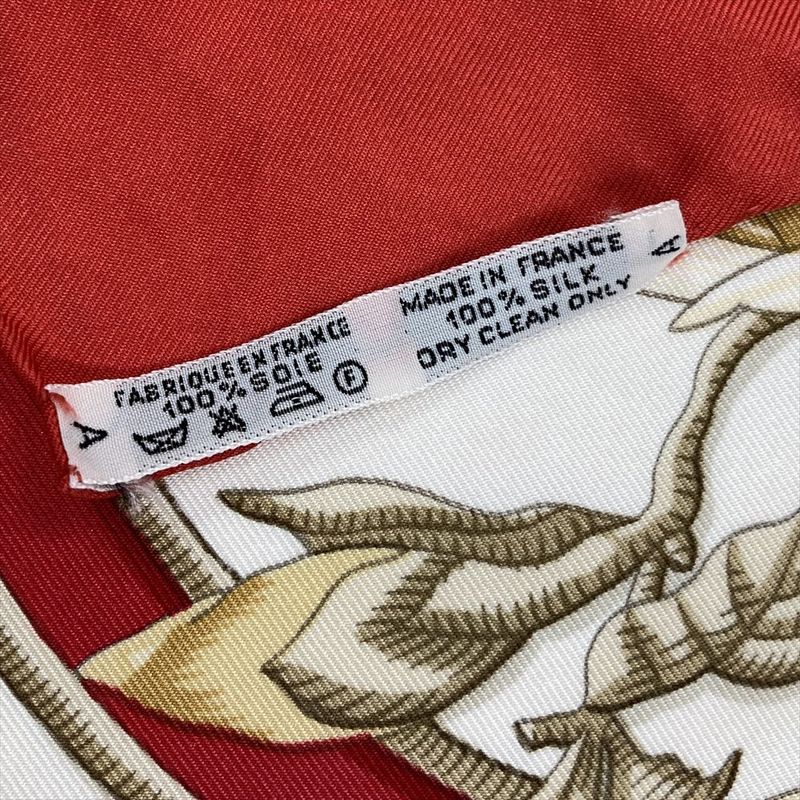 A
FABRIQUE EN FRANCE
100% SOIE
F
MADE IN FRANCE
100% SILK
DRY CLEAN ONLY
A